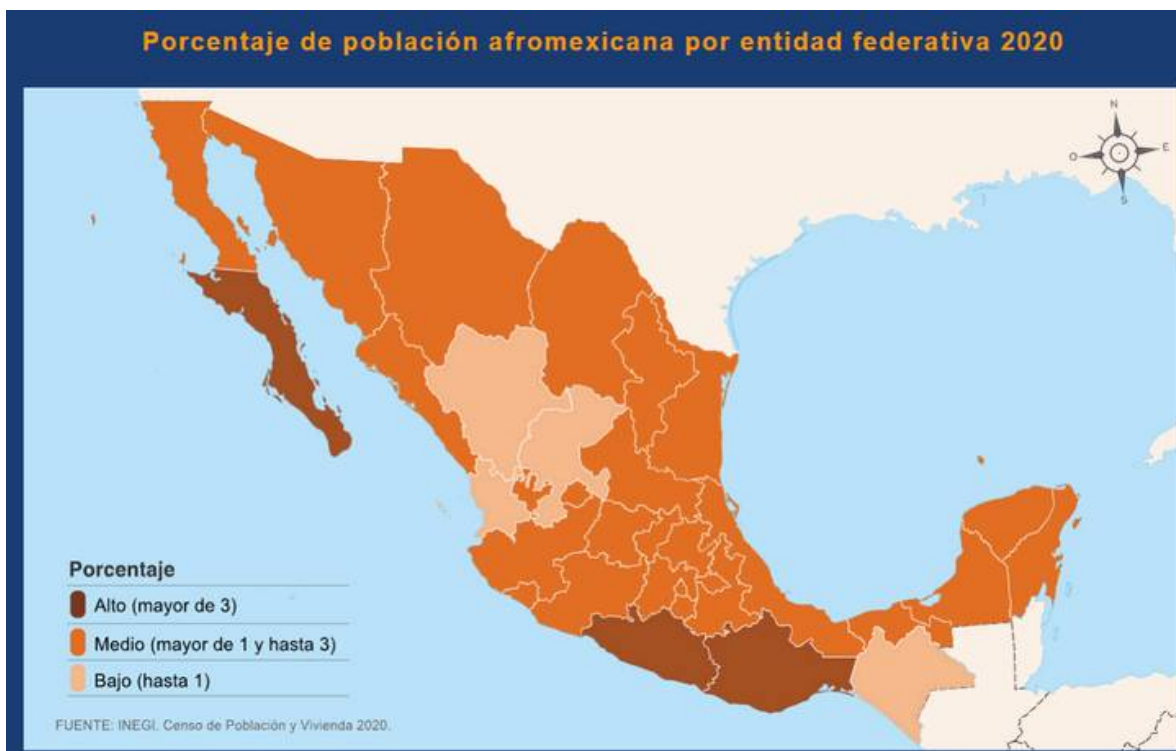 Porcentaje de población afromexicana por entidad federativa 2020
N
O
E
S
Porcentaje
Alto (mayor de 3)
Medio (mayor de 1 y hasta 3)
Bajo (hasta 1)
FUENTE: INEGI. Censo de Población y Vivienda 2020.